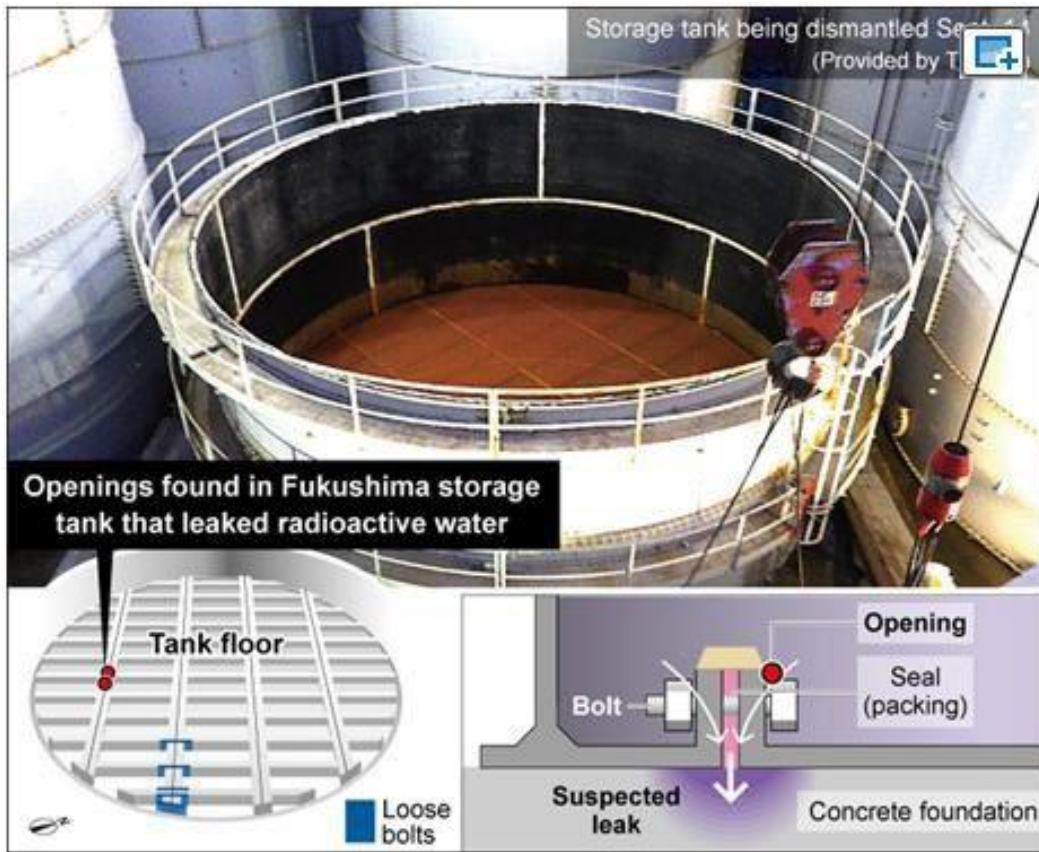 Storage tank being dismantled
(Provided by
Openings found in Fukushima storage
tank that leaked radioactive water
Tank floor
Loose
bolts
N
Opening
Seal
(packing)
Bolt
Suspected
leak
Concrete foundation